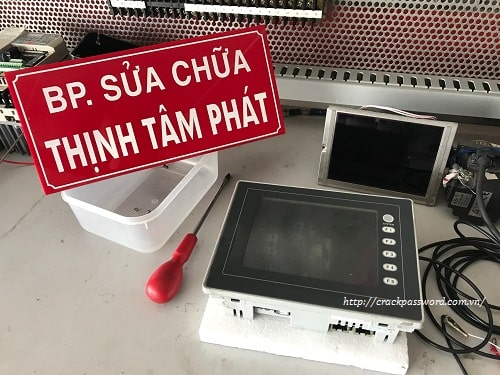 BP. SỬA CHỮA
THỊNH TÂM PHÁT
http://crackpassword.com.vn/